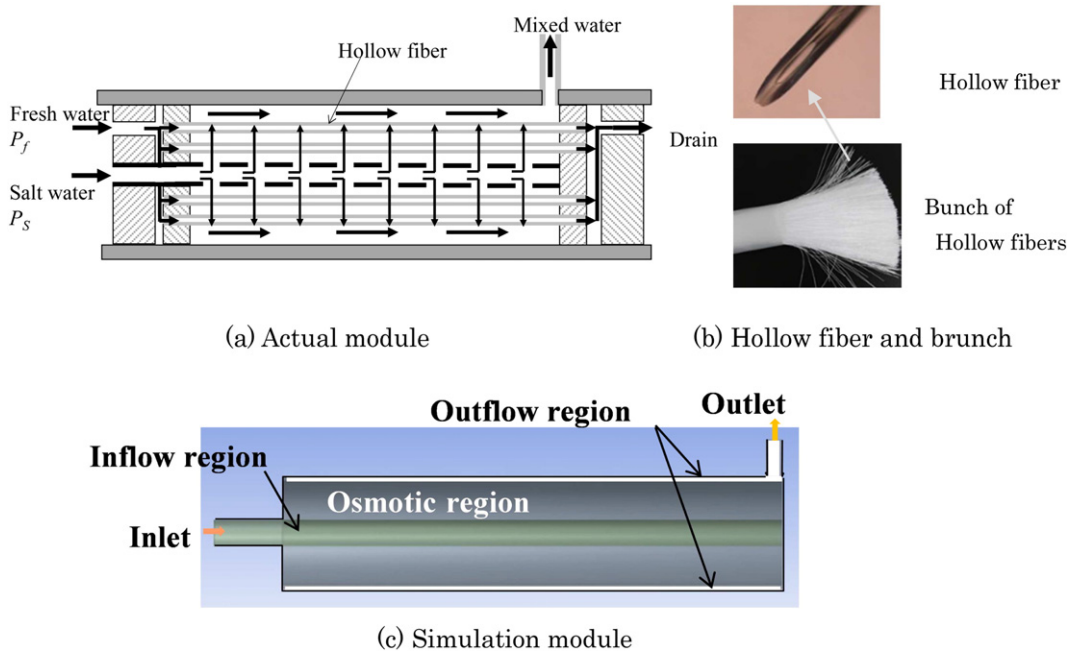 Mixed water
Hollow fiber
Fresh water
P_f
Salt water
P_S
Drain
(a) Actual module
Hollow fiber
Bunch of
Hollow fibers
(b) Hollow fiber and brunch
Outflow region
Outlet
Inflow region
Osmotic region
Inlet
(c) Simulation module